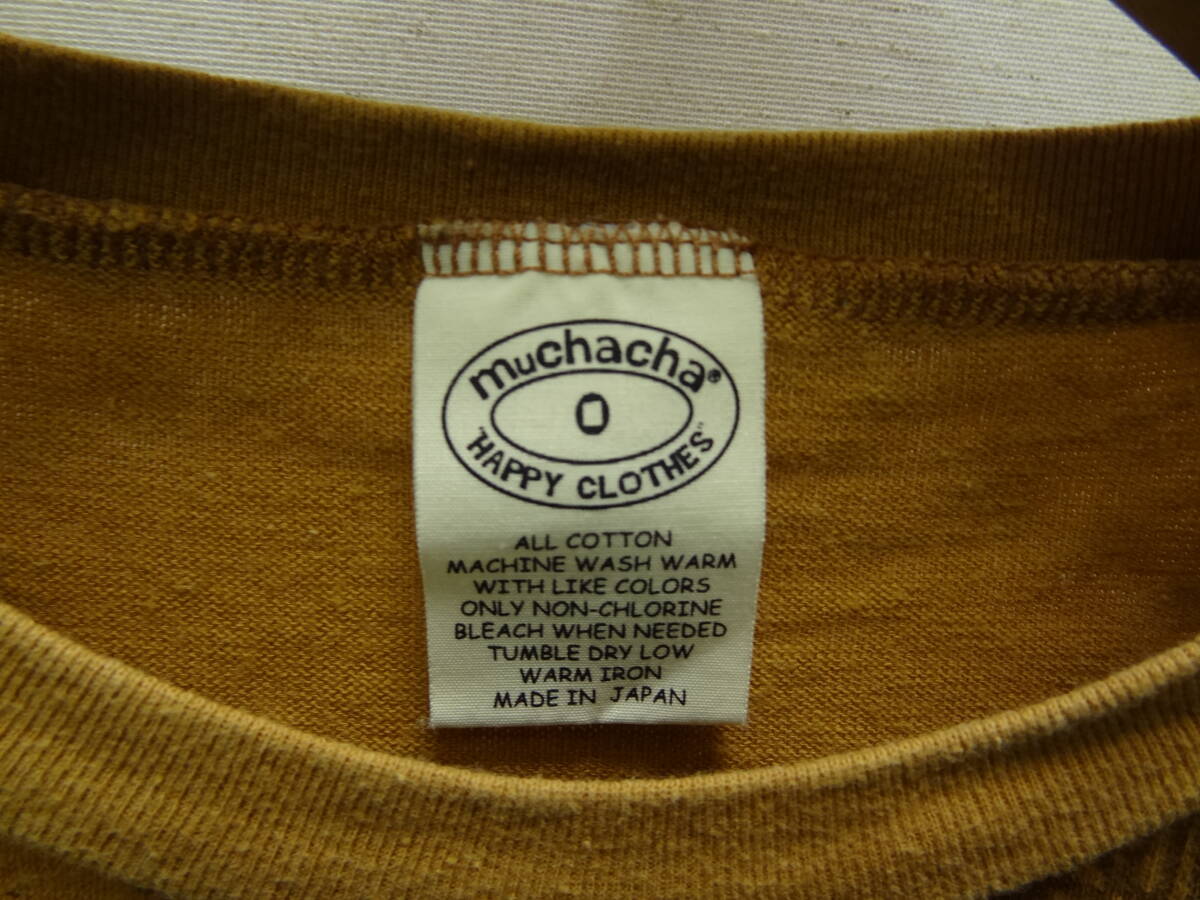 muchacha®
0
"HAPPY CLOTHES"
ALL COTTON
MACHINE WASH WARM
WITH LIKE COLORS
ONLY NON-CHLORINE
BLEACH WHEN NEEDED
TUMBLE DRY LOW
WARM IRON
MADE IN JAPAN